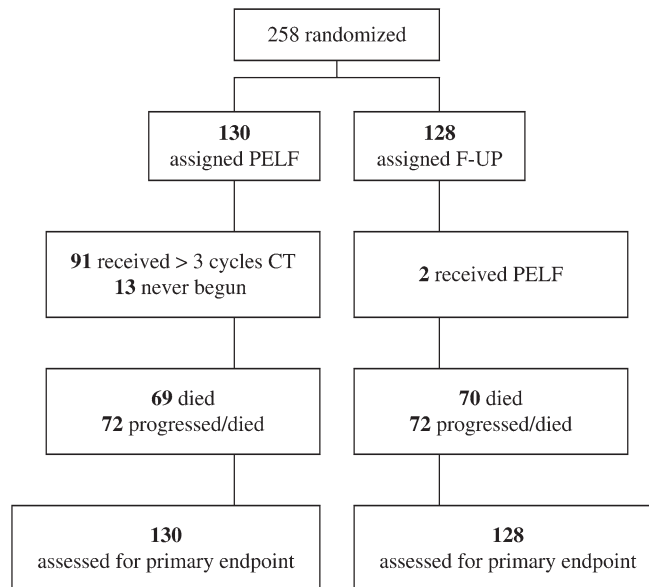 258 randomized
130
assigned PELF
128
assigned F-UP
91 received > 3 cycles CT
13 never begun
2 received PELF
69 died
72 progressed/died
70 died
72 progressed/died
130
assessed for primary endpoint
128
assessed for primary endpoint